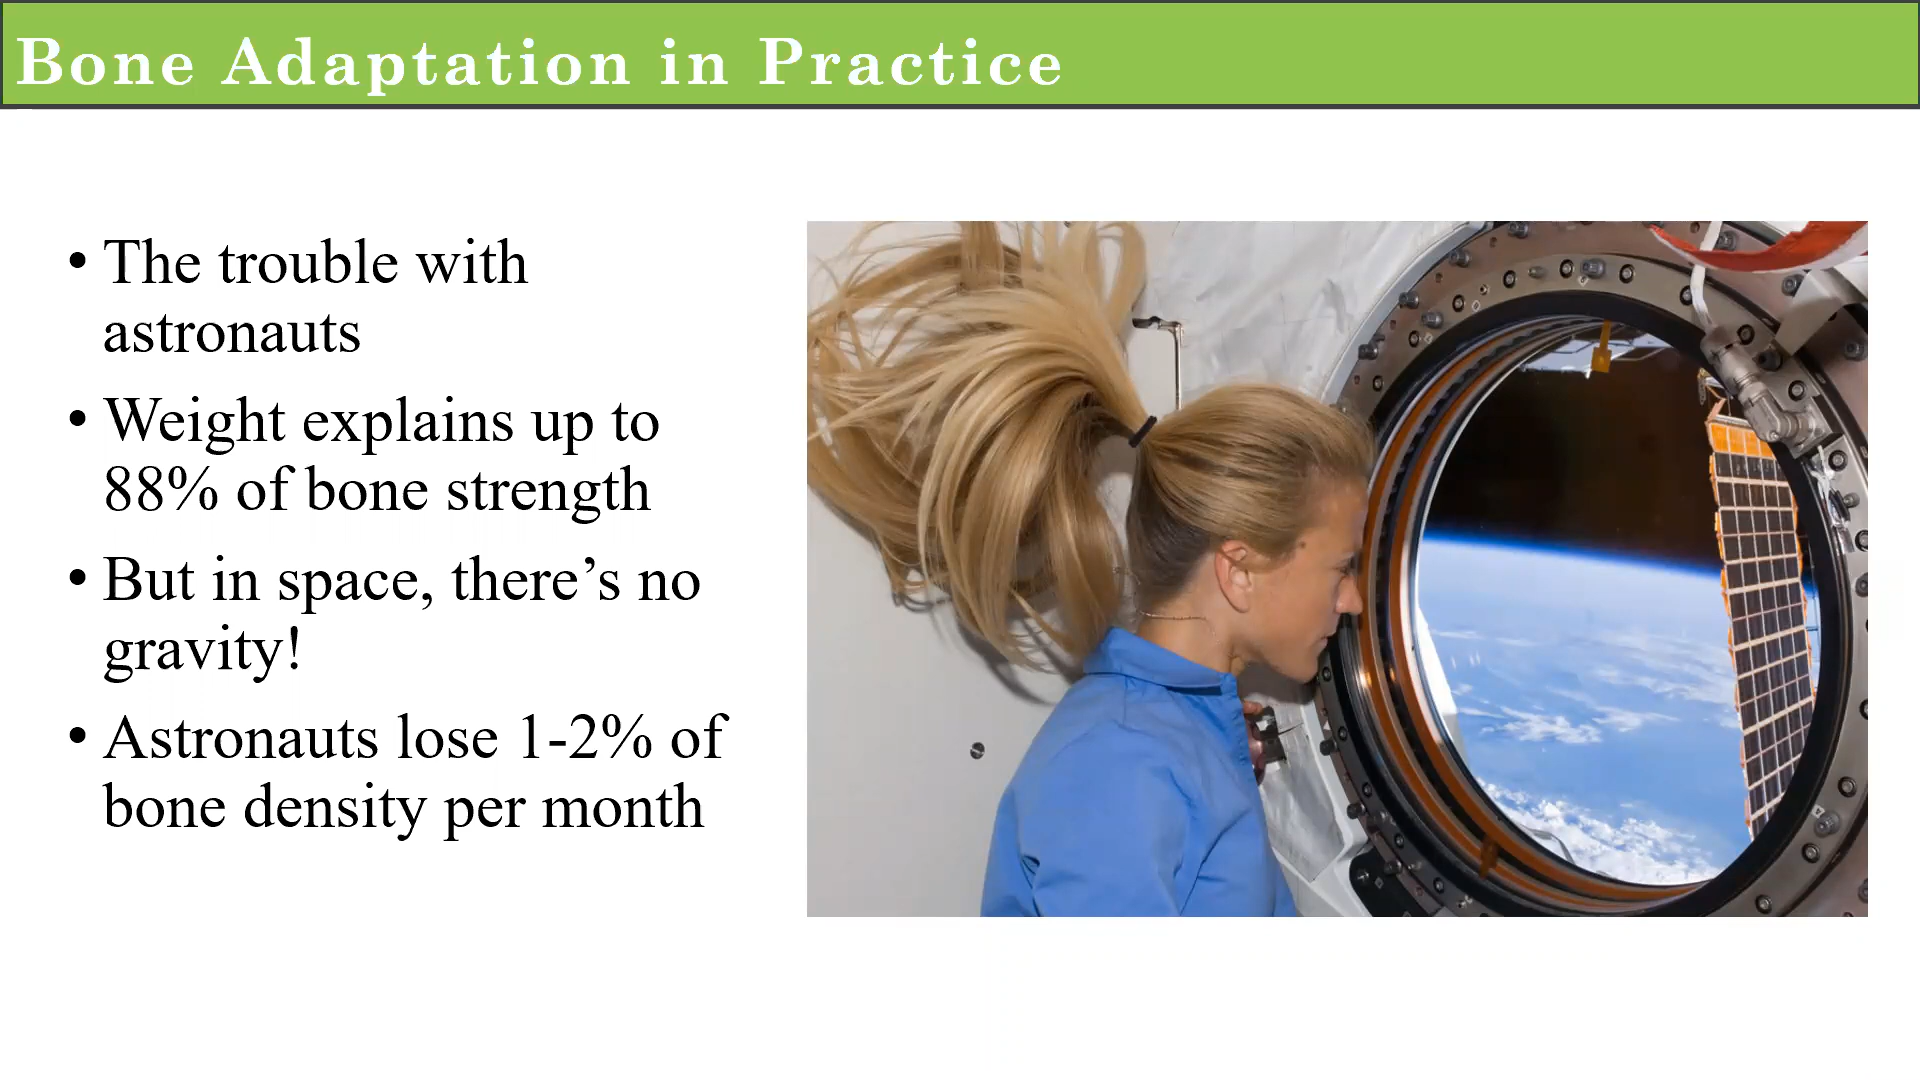 Bone Adaptation in Practice
• The trouble with
astronauts
• Weight explains up to
88% of bone strength
• But in space, there’s no
gravity!
• Astronauts lose 1-2% of
bone density per month